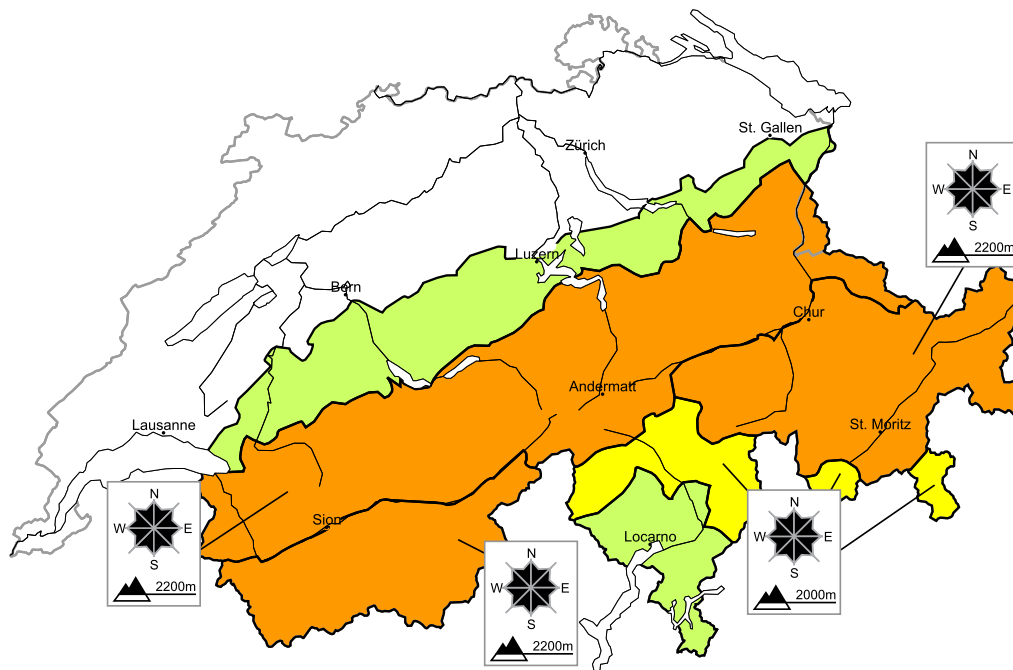 St. Gallen
Zürich
N
W E
S
2200m
Luzern
Bern
Chur
Andermatt
Lausanne
St. Moritz
N
W E
S
2200m
Sion
N
W E
S
2000m
Locarno
N
W E
S
2200m